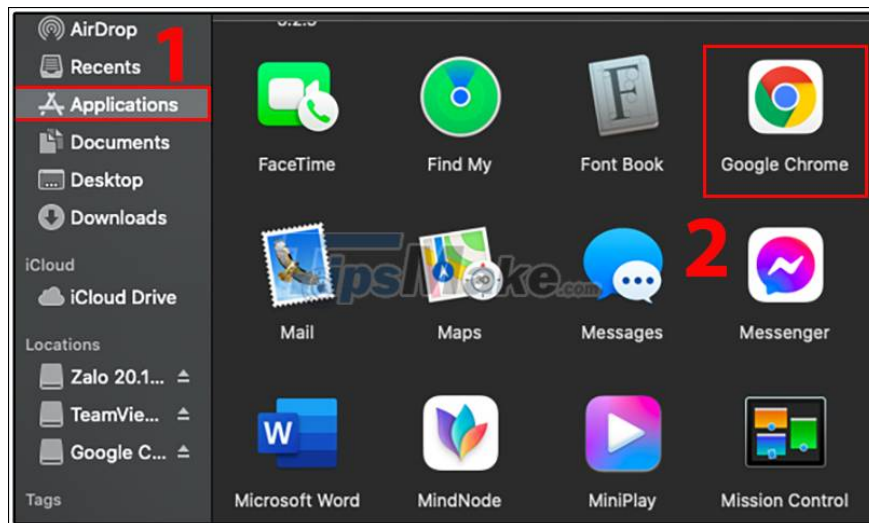 AirDrop
1
Recents
Applications
Documents
Desktop
Downloads
iCloud
iCloud Drive
Locations
Zalo 20.1...
TeamVie...
Google C...
Tags
FaceTime
Find My
Font Book
Google Chrome
2
TipsMake.com
Mail
Maps
Messages
Messenger
W
Microsoft Word
MindNode
MiniPlay
Mission Control